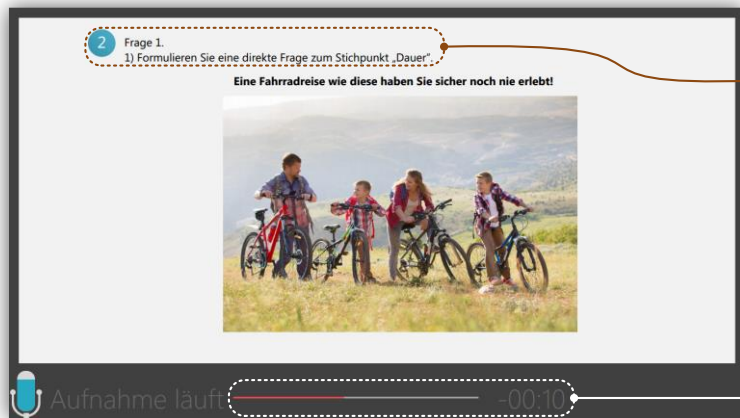 2
Frage 1.
1) Formulieren Sie eine direkte Frage zum Stichpunkt „Dauer“.
Eine Fahrradreise wie diese haben Sie sicher noch nie erlebt!
Aufnahme läuft
-00:10